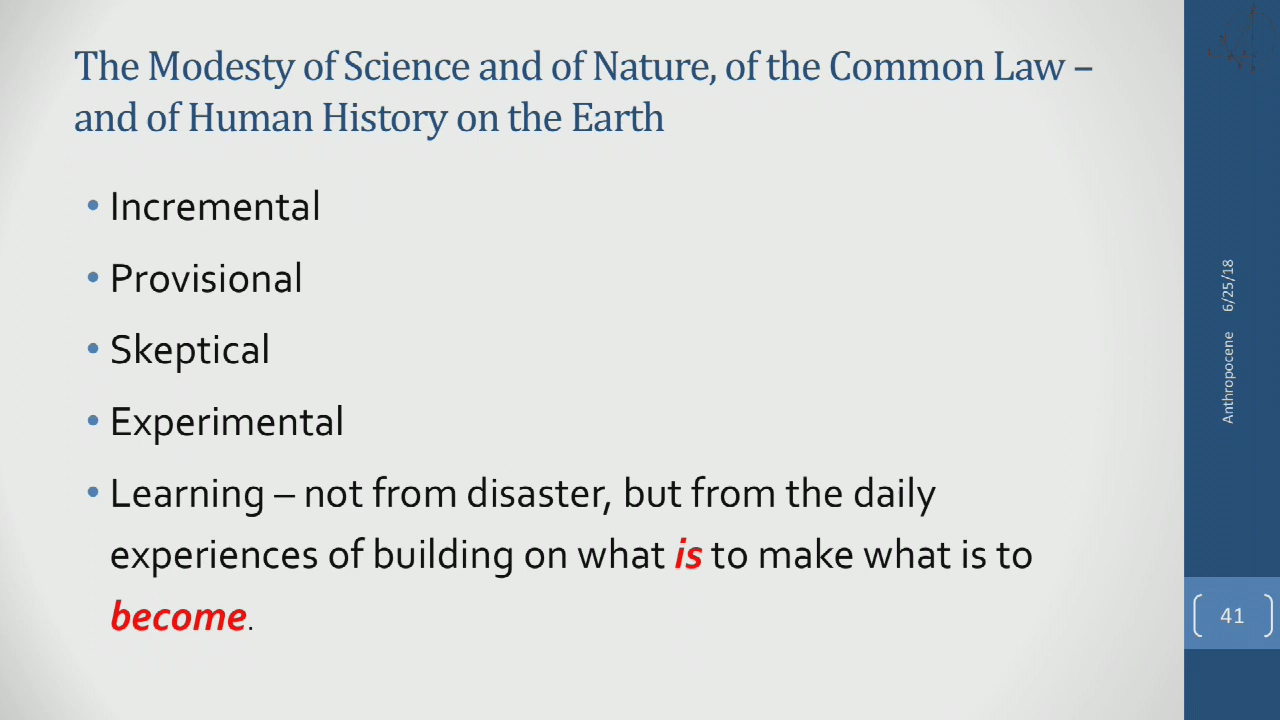 The Modesty of Science and of Nature, of the Common Law –
and of Human History on the Earth
• Incremental
• Provisional
• Skeptical
• Experimental
• Learning – not from disaster, but from the daily
experiences of building on what is to make what is to
become.
6/25/18
Anthropocene
41